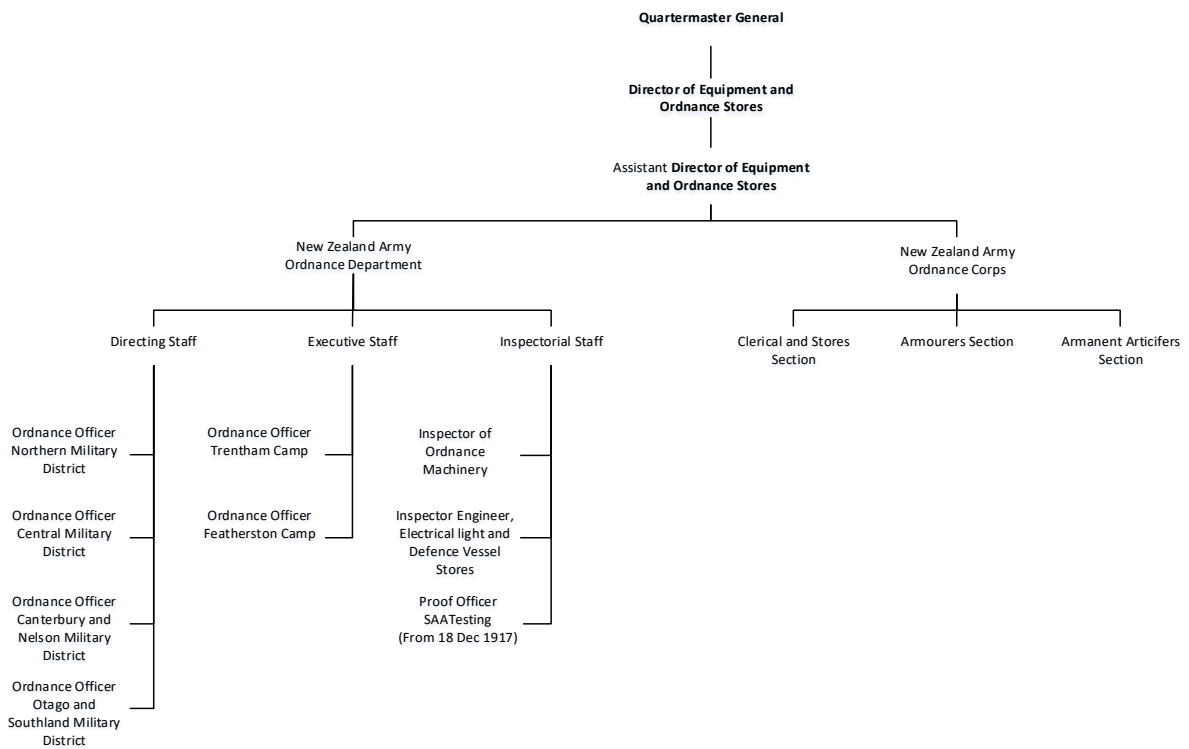 Quartermaster General
Director of Equipment and
Ordnance Stores
Assistant Director of Equipment
and Ordnance Stores
New Zealand Army
Ordnance Department
New Zealand Army
Ordnance Corps
Directing Staff
Executive Staff
Inspectorial Staff
Clerical and Stores
Section
Armourers Section
Armanent Articifers
Section
Ordnance Officer
Northern Military
District
Ordnance Officer
Central Military
District
Ordnance Officer
Canterbury and
Nelson Military
District
Ordnance Officer
Otago and
Southland Military
District
Ordnance Officer
Trentham Camp
Ordnance Officer
Featherston Camp
Inspector of
Ordnance
Machinery
Inspector Engineer,
Electrical light and
Defence Vessel
Stores
Proof Officer
SAATesting
(From 18 Dec 1917)